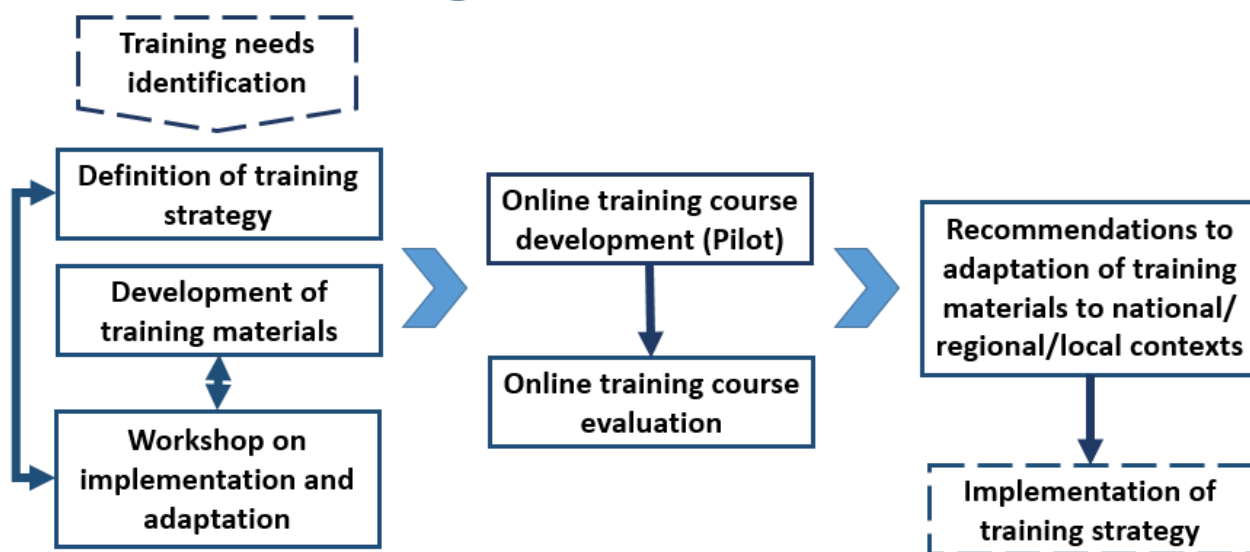 Training needs
identification
Definition of training
strategy
Development of
training materials
Workshop on
implementation and
adaptation
Online training course
development (Pilot)
Online training course
evaluation
Recommendations to
adaptation of training
materials to national/
regional/local contexts
Implementation of
training strategy